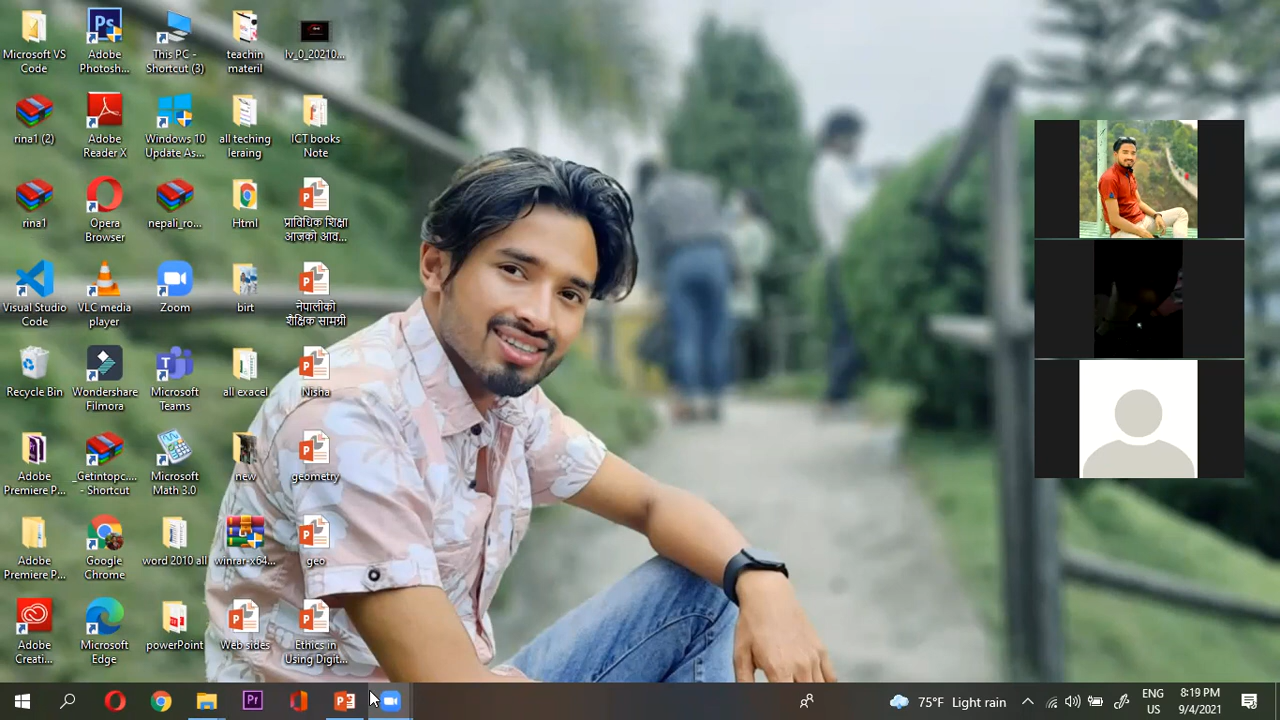 Microsoft VS
Code
Adobe
Photosh...
This PC -
Shortcut (3)
teachin
materil
lv_0_20210...
rina1 (2)
Adobe
Reader X
Windows 10
Update As...
all teching
leraing
ICT books
Note
rina1
Opera
Browser
nepali_ro...
Html
प्राविधिक शिक्षा
आजको आव...
Visual Studio
Code
VLC media
player
Zoom
birt
नेपालीको
शैक्षिक सामग्री
Recycle Bin
Wondershare
Filmora
Microsoft
Teams
all exacel
Nisha
Adobe
Premiere P...
_Getintopc....
- Shortcut
Microsoft
Math 3.0
new
geometry
Adobe
Premiere P...
Google
Chrome
word 2010 all
winrar-x64...
geo
Adobe
Creati...
Microsoft
Edge
powerPoint
Web sides
Ethics in
Using Digit...
75°F Light rain
ENG
US
8:19 PM
9/4/2021